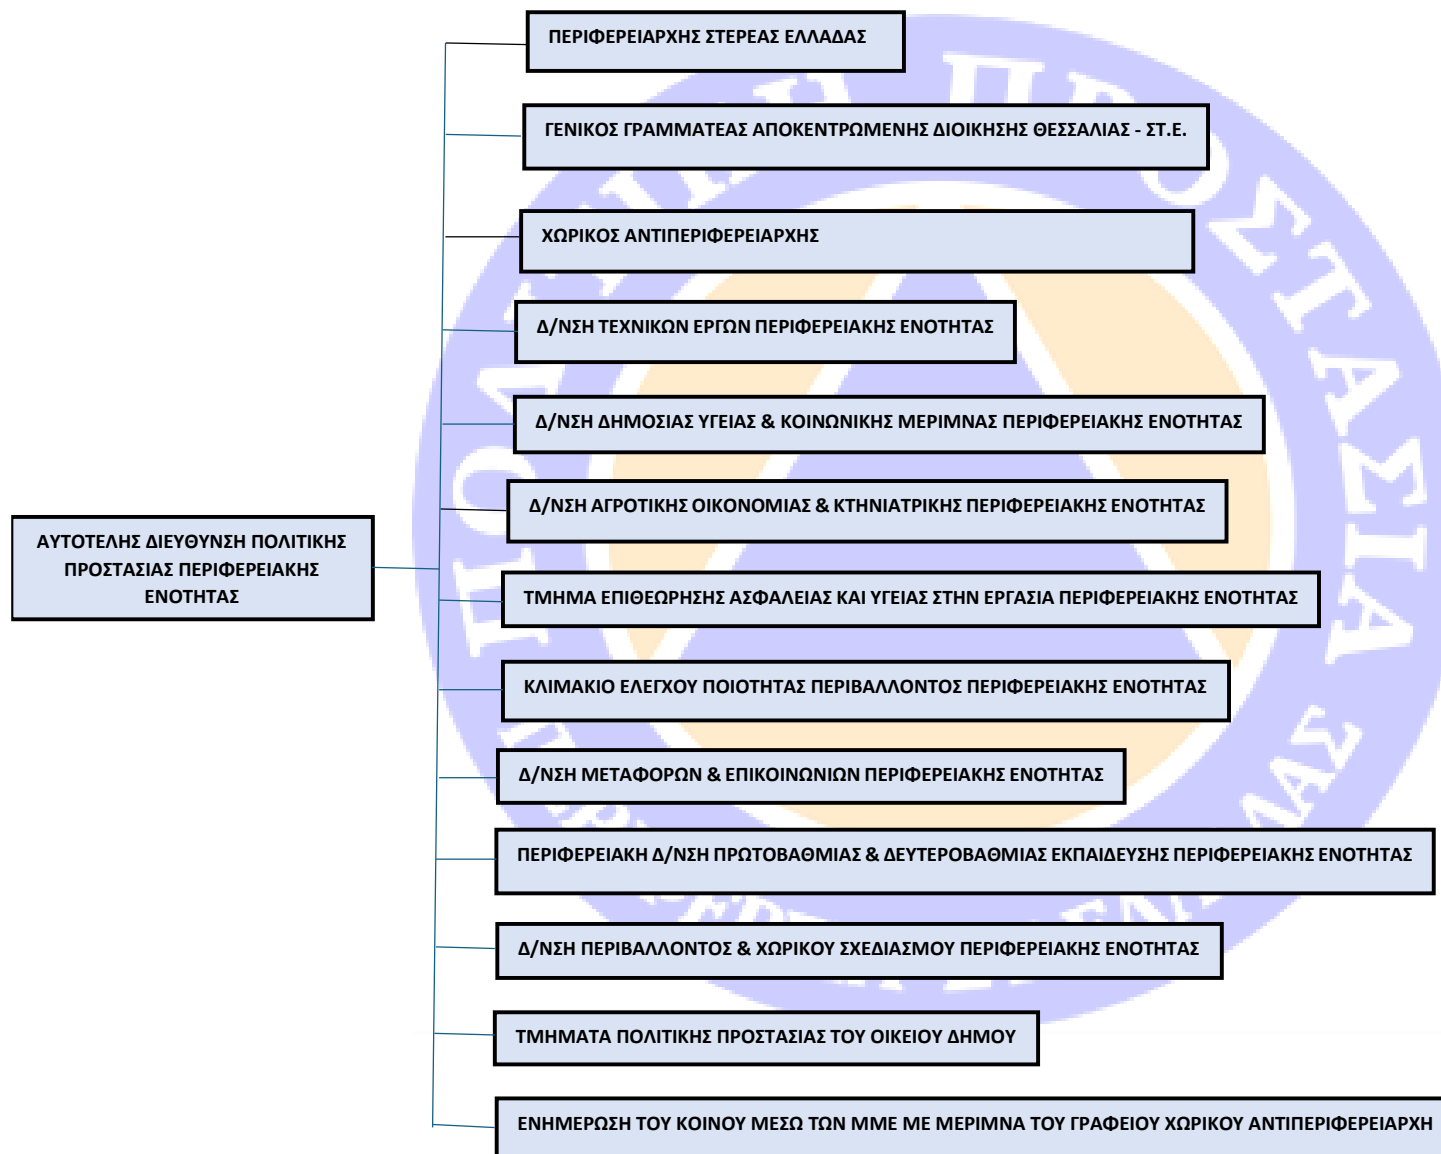 ΠΕΡΙΦΕΡΕΙΑΡΧΗΣ ΣΤΕΡΕΑΣ ΕΛΛΑΔΑΣ
ΓΕΝΙΚΟΣ ΓΡΑΜΜΑΤΕΑΣ ΑΠΟΚΕΝΤΡΩΜΕΝΗΣ ΔΙΟΙΚΗΣΗΣ ΘΕΣΣΑΛΙΑΣ - ΣΤ.Ε.
ΧΩΡΙΚΟΣ ΑΝΤΙΠΕΡΙΦΕΡΕΙΑΡΧΗΣ
Δ/ΝΣΗ ΤΕΧΝΙΚΩΝ ΕΡΓΩΝ ΠΕΡΙΦΕΡΕΙΑΚΗΣ ΕΝΟΤΗΤΑΣ
Δ/ΝΣΗ ΔΗΜΟΣΙΑΣ ΥΓΕΙΑΣ & ΚΟΙΝΩΝΙΚΗΣ ΜΕΡΙΜΝΑΣ ΠΕΡΙΦΕΡΕΙΑΚΗΣ ΕΝΟΤΗΤΑΣ
Δ/ΝΣΗ ΑΓΡΟΤΙΚΗΣ ΟΙΚΟΝΟΜΙΑΣ & ΚΤΗΝΙΑΤΡΙΚΗΣ ΠΕΡΙΦΕΡΕΙΑΚΗΣ ΕΝΟΤΗΤΑΣ
ΑΥΤΟΤΕΛΗΣ ΔΙΕΥΘΥΝΣΗ ΠΟΛΙΤΙΚΗΣ
ΠΡΟΣΤΑΣΙΑΣ ΠΕΡΙΦΕΡΕΙΑΚΗΣ
ΕΝΟΤΗΤΑΣ
ΤΜΗΜΑ ΕΠΙΘΕΩΡΗΣΗΣ ΑΣΦΑΛΕΙΑΣ ΚΑΙ ΥΓΕΙΑΣ ΣΤΗΝ ΕΡΓΑΣΙΑ ΠΕΡΙΦΕΡΕΙΑΚΗΣ ΕΝΟΤΗΤΑΣ
ΚΛΙΜΑΚΙΟ ΕΛΕΓΧΟΥ ΠΟΙΟΤΗΤΑΣ ΠΕΡΙΒΑΛΛΟΝΤΟΣ ΠΕΡΙΦΕΡΕΙΑΚΗΣ ΕΝΟΤΗΤΑΣ
Δ/ΝΣΗ ΜΕΤΑΦΟΡΩΝ & ΕΠΙΚΟΙΝΩΝΙΩΝ ΠΕΡΙΦΕΡΕΙΑΚΗΣ ΕΝΟΤΗΤΑΣ
ΠΕΡΙΦΕΡΕΙΑΚΗ Δ/ΝΣΗ ΠΡΩΤΟΒΑΘΜΙΑΣ & ΔΕΥΤΕΡΟΒΑΘΜΙΑΣ ΕΚΠΑΙΔΕΥΣΗΣ ΠΕΡΙΦΕΡΕΙΑΚΗΣ ΕΝΟΤΗΤΑΣ
Δ/ΝΣΗ ΠΕΡΙΒΑΛΛΟΝΤΟΣ & ΧΩΡΙΚΟΥ ΣΧΕΔΙΑΣΜΟΥ ΠΕΡΙΦΕΡΕΙΑΚΗΣ ΕΝΟΤΗΤΑΣ
ΤΜΗΜΑΤΑ ΠΟΛΙΤΙΚΗΣ ΠΡΟΣΤΑΣΙΑΣ ΤΟΥ ΟΙΚΕΙΟΥ ΔΗΜΟΥ
ΕΝΗΜΕΡΩΣΗ ΤΟΥ ΚΟΙΝΟΥ ΜΕΣΩ ΤΩΝ ΜΜΕ ΜΕ ΜΕΡΙΜΝΑ ΤΟΥ ΓΡΑΦΕΙΟΥ ΧΩΡΙΚΟΥ ΑΝΤΙΠΕΡΙΦΕΡΕΙΑΡΧΗ
ΠΡΟΣΤΑΣΙΑ